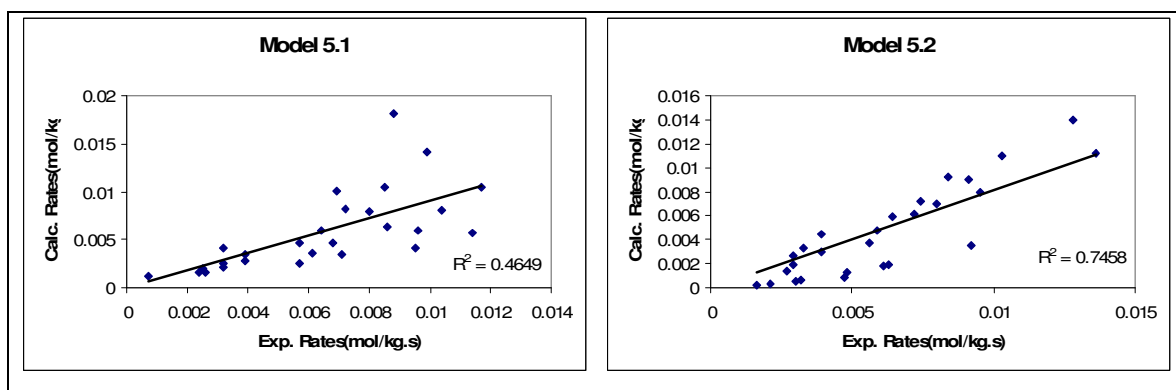 Model 5.1
0.02
0.015
0.01
0.005
0
Calc. Rates(mol/kg
R² = 0.4649
0 0.002 0.004 0.006 0.008 0.01 0.012 0.014
Exp. Rates(mol/kg.s)
Model 5.2
0.016
0.014
0.012
0.01
0.008
0.006
0.004
0.002
0
Calc. Rates(mol/kg
R² = 0.7458
0 0.005 0.01 0.015
Exp. Rates(mol/kg.s)